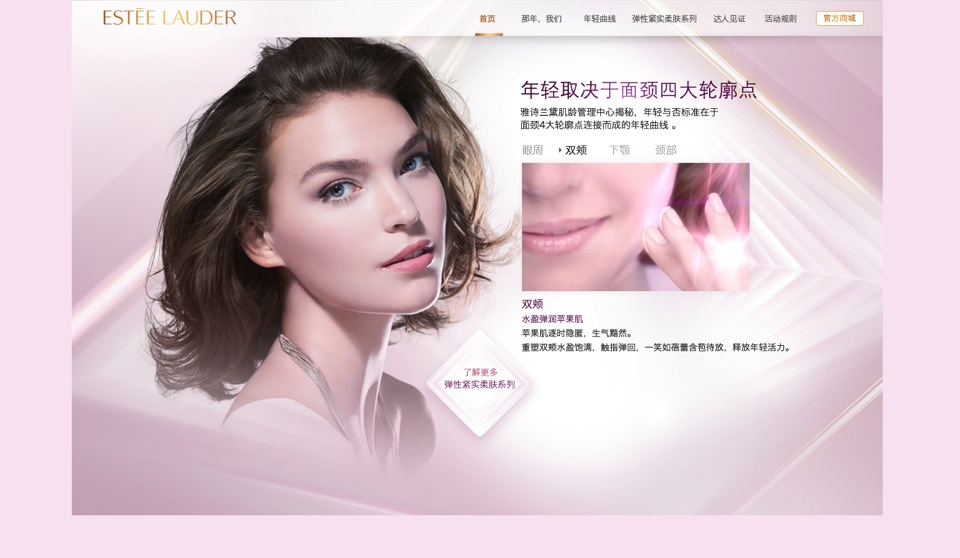 ESTĒE LAUDER
首页
那年，我们
年轻曲线
弹性紧实柔肤系列
达人见证
活动规则
官方商城
年轻取决于面颈四大轮廓点
雅诗兰黛肌龄管理中心揭秘，年轻与否标准在于
面颈4大轮廓点连接而成的年轻曲线 。
眼周
双颊
下颚
颈部
双颊
水盈弹润苹果肌
苹果肌逐时隐匿，生气黯然。
重塑双颊水盈饱满，触指弹回，一笑如蓓蕾含苞待放，释放年轻活力。
了解更多
弹性紧实柔肤系列